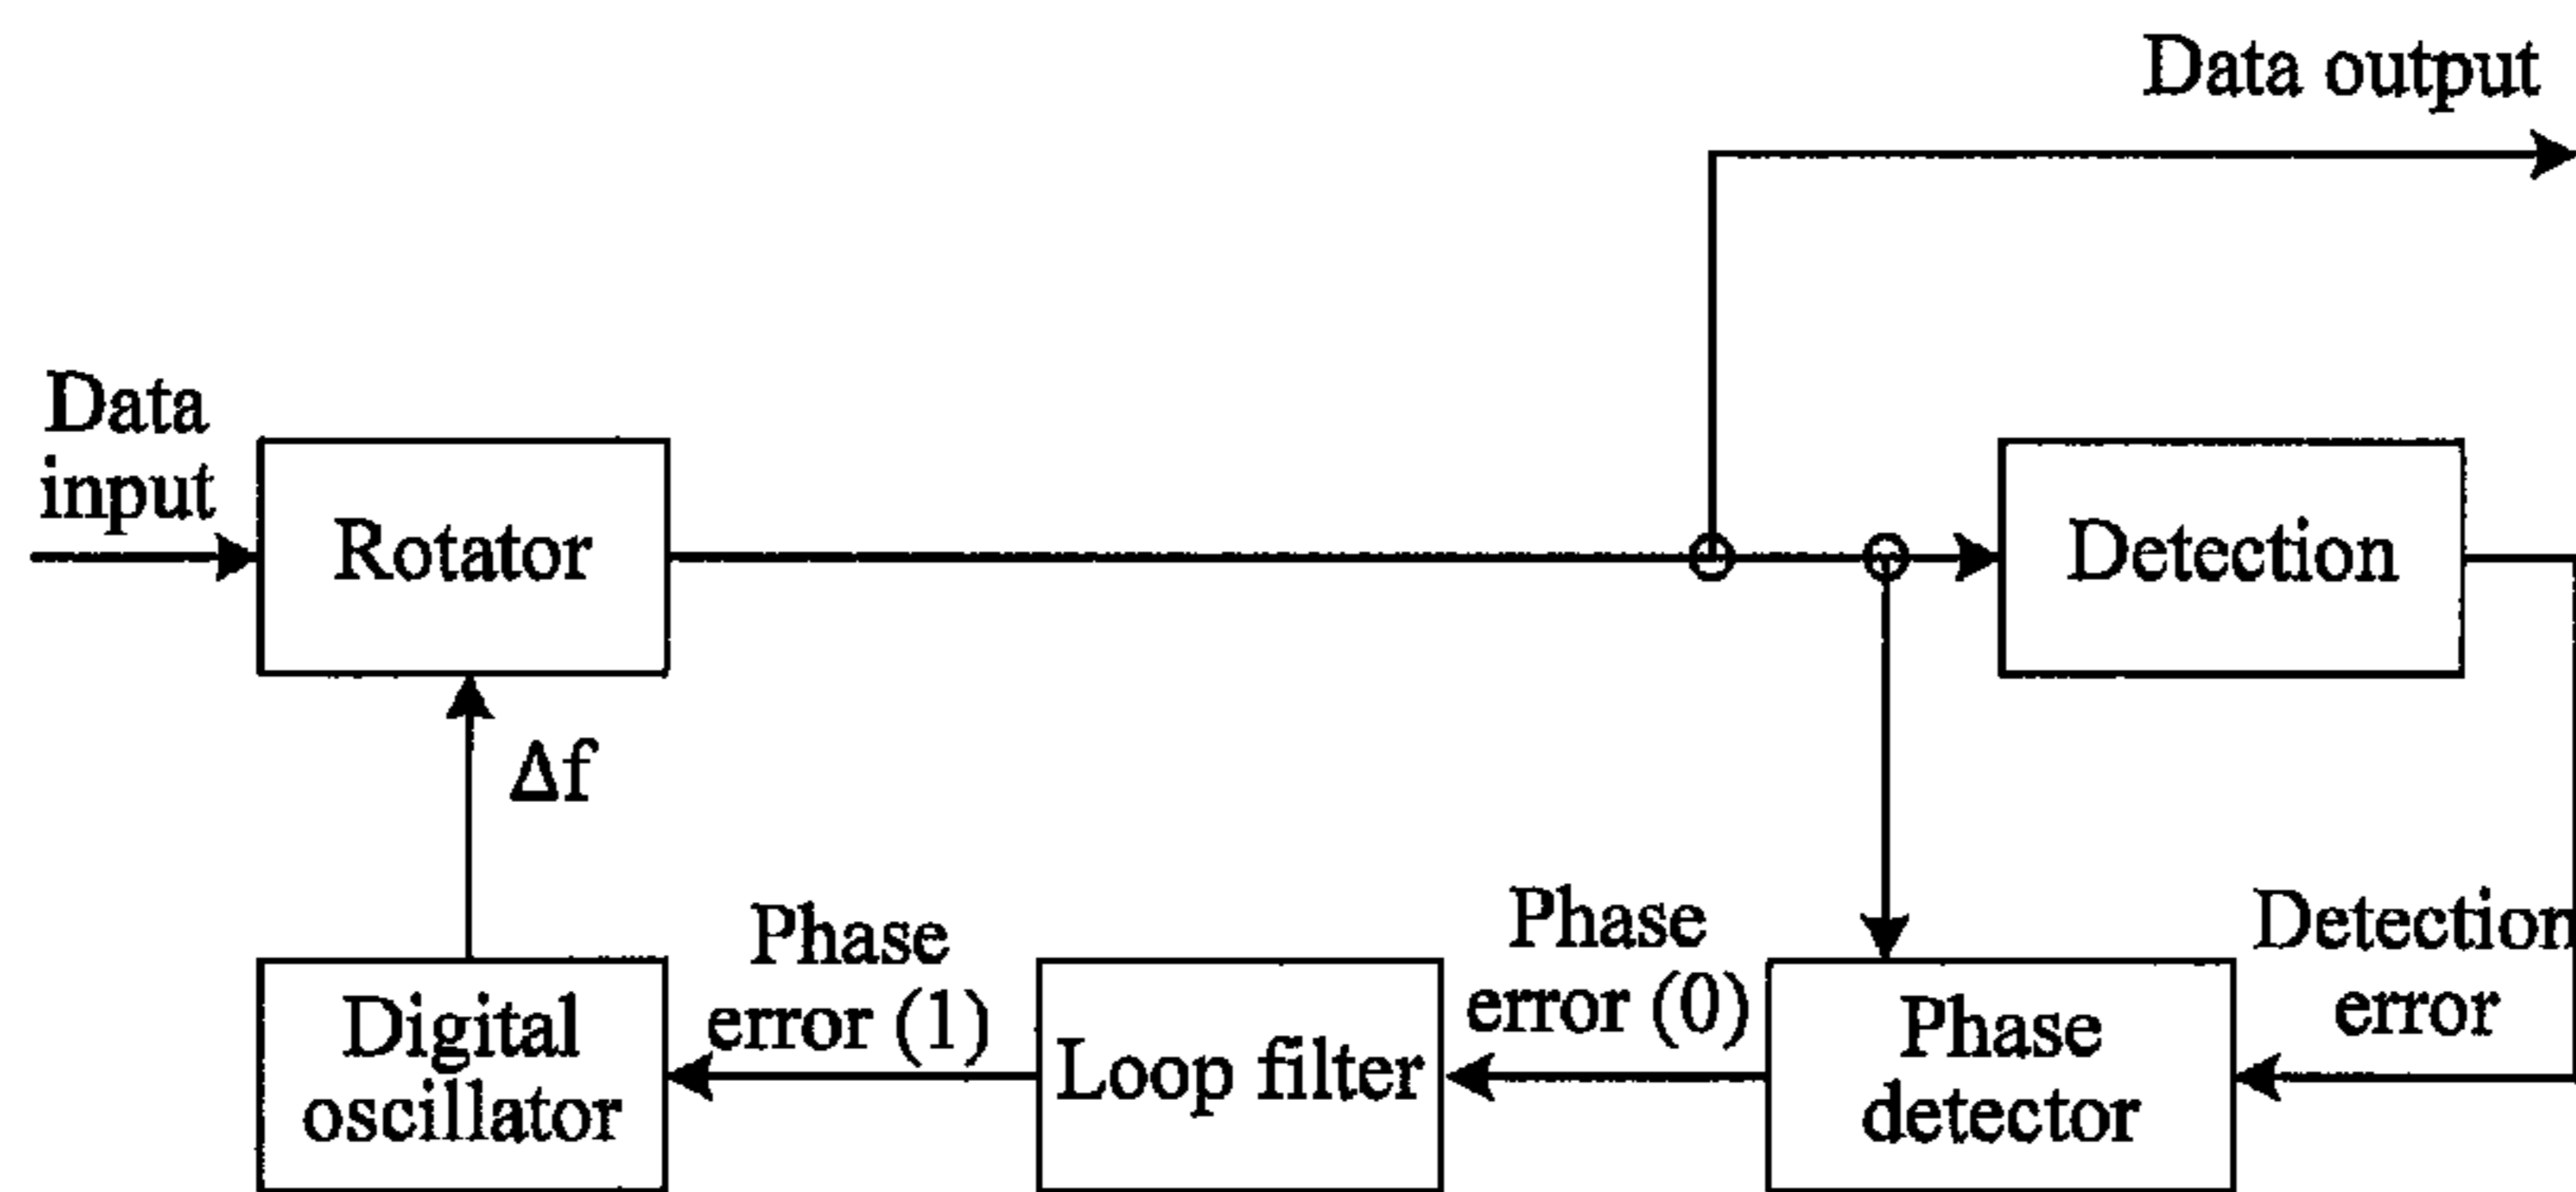 Data output
Data
input
Rotator
Detection
Δf
Phase
error (1)
Phase
error (0)
Detection
error
Digital
oscillator
Loop filter
Phase
detector